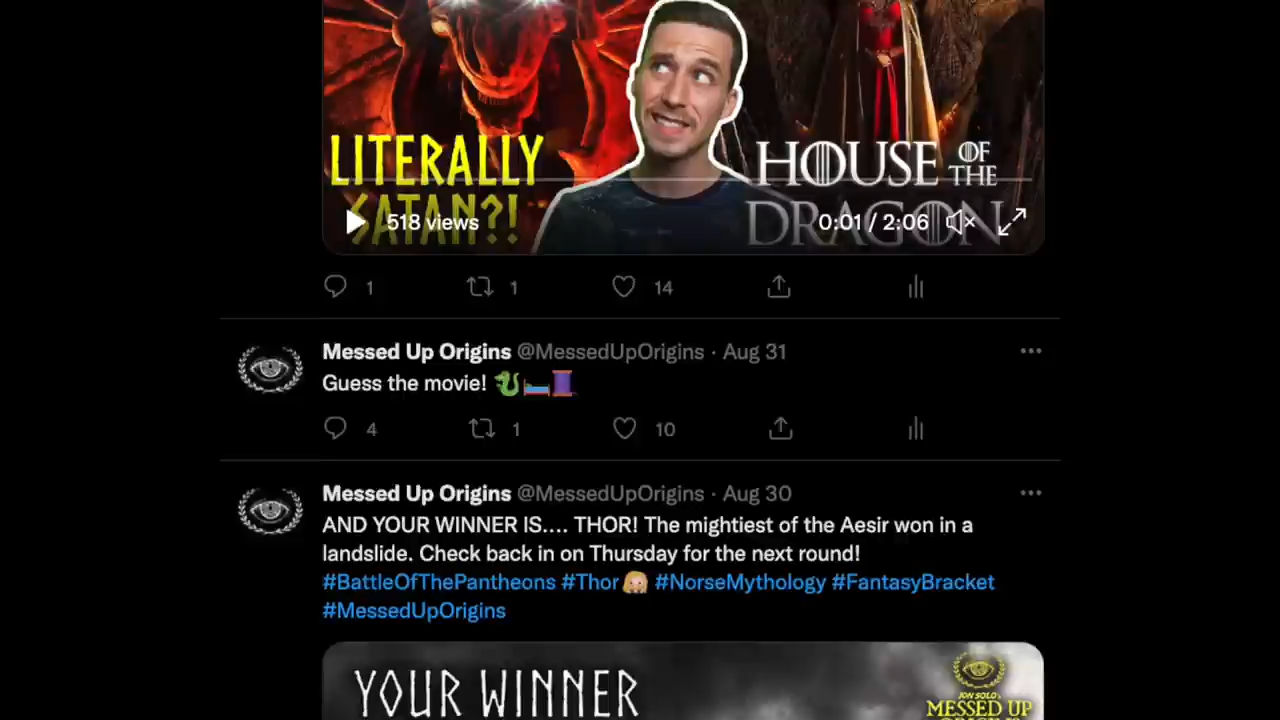 LITERALLY
SATAN?!
HOUSE OF THE
DRAGON
518 views
0:01 / 2:06
1 1 14
Messed Up Origins @MessedUpOrigins · Aug 31
Guess the movie! 🐉🛏️🧵
4 1 10
Messed Up Origins @MessedUpOrigins · Aug 30
AND YOUR WINNER IS.... THOR! The mightiest of the Aesir won in a
landslide. Check back in on Thursday for the next round!
#BattleOfThePantheons #Thor #NorseMythology #FantasyBracket
#MessedUpOrigins
YOUR WINNER
JON SOLO'S
MESSED UP
ORIGINS